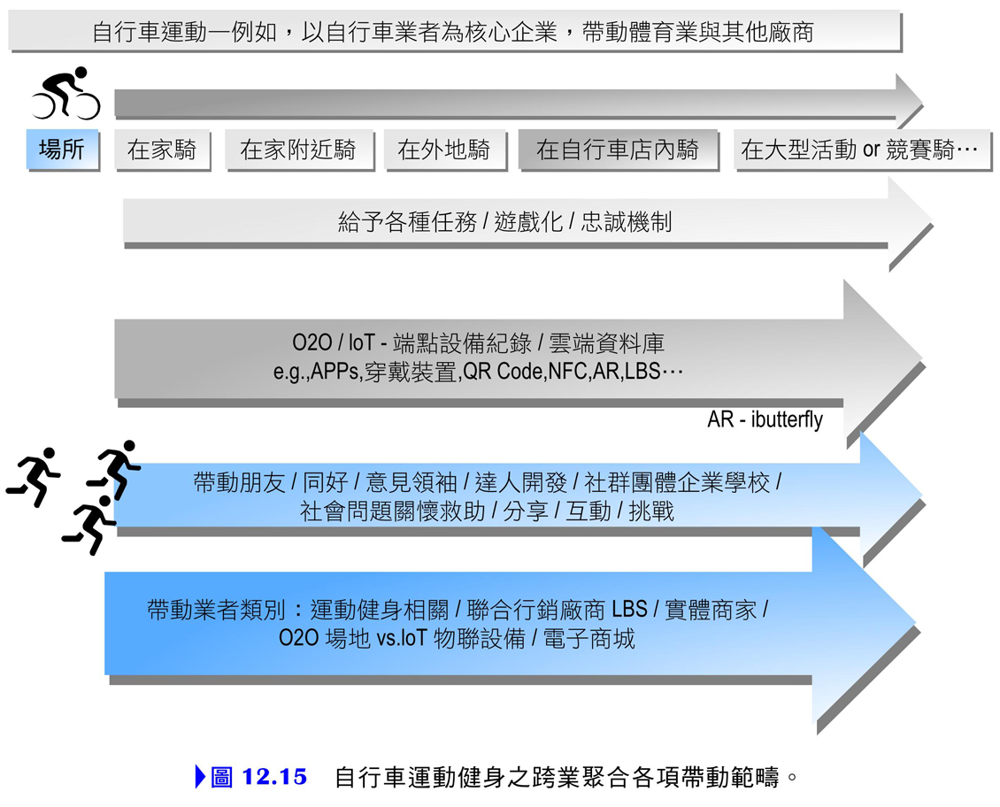 自行車運動—例如，以自行車業者為核心企業，帶動體育業與其他廠商
場所 在家騎 在家附近騎 在外地騎 在自行車店內騎 在大型活動 or 競賽騎⋯
給予各種任務 / 遊戲化 / 忠誠機制
O2O / IoT - 端點設備紀錄 / 雲端資料庫
e.g.,APPs,穿戴裝置,QR Code,NFC,AR,LBS⋯
AR - ibutterfly
帶動朋友 / 同好 / 意見領袖 / 達人開發 / 社群團體企業學校 /
社會問題關懷救助 / 分享 / 互動 / 挑戰
帶動業者類別：運動健身相關 / 聯合行銷廠商 LBS / 實體商家 /
O2O 場地 vs.IoT 物聯設備 / 電子商城
圖 12.15 自行車運動健身之跨業聚合各項帶動範疇。